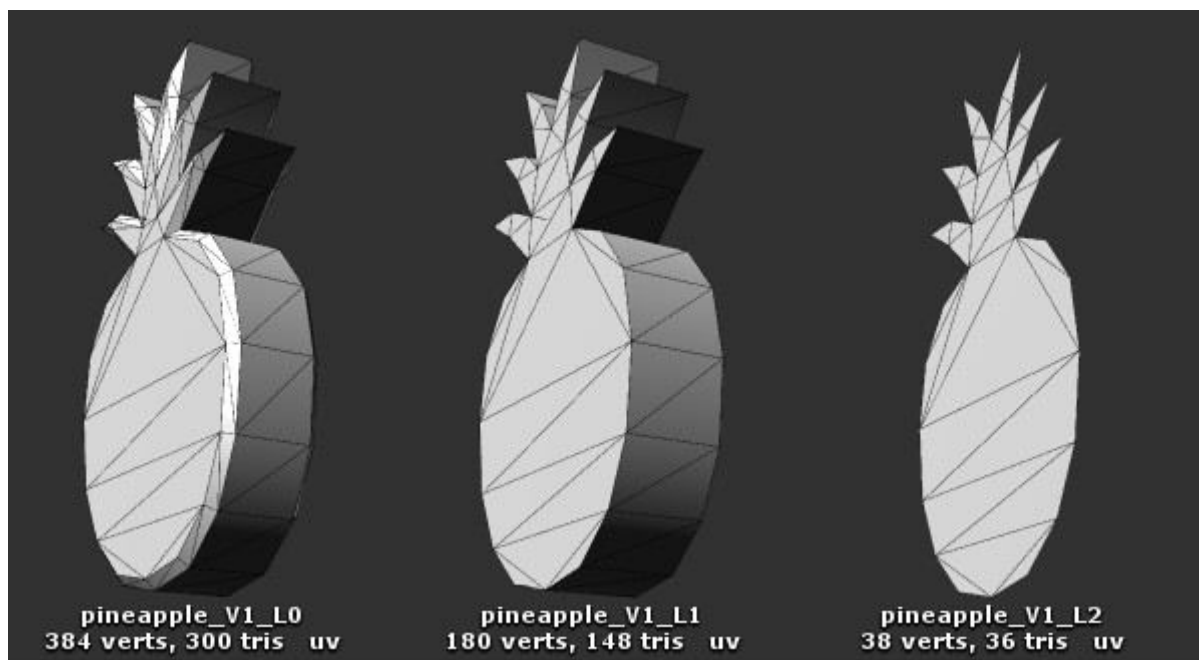 pineapple_V1_L0
384 verts, 300 tris uv
pineapple_V1_L1
180 verts, 148 tris uv
pineapple_V1_L2
38 verts, 36 tris uv